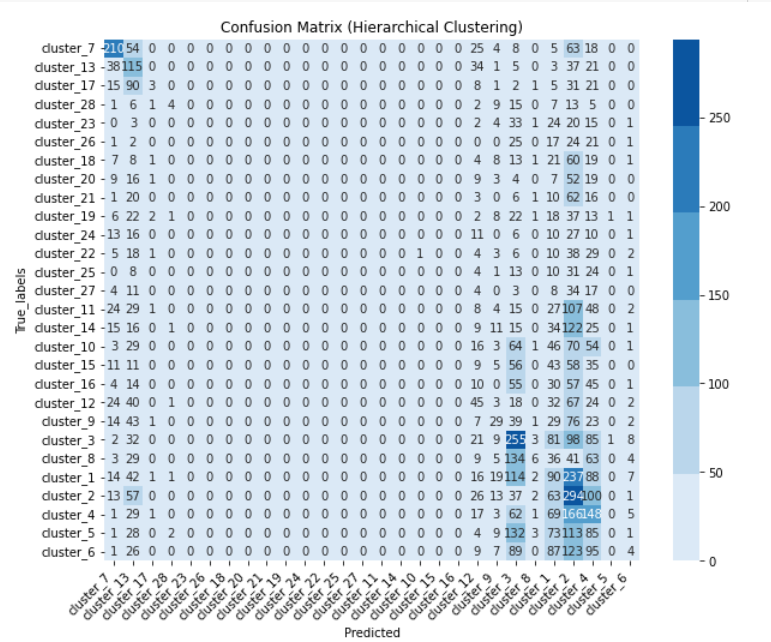 Confusion Matrix (Hierarchical Clustering)
True_labels
cluster_7 210 54 0 0 0 0 0 0 0 0 0 0 0 0 0 0 0 0 0 25 4 8 0 5 63 18 0 0
cluster_13 38 115 0 0 0 0 0 0 0 0 0 0 0 0 0 0 0 0 0 34 1 5 0 3 37 21 0 0
cluster_17 15 90 3 0 0 0 0 0 0 0 0 0 0 0 0 0 0 0 0 8 1 2 1 5 31 21 0 0
cluster_28 1 6 1 4 0 0 0 0 0 0 0 0 0 0 0 0 0 0 0 2 9 15 0 7 13 5 0 0
cluster_23 0 3 0 0 0 0 0 0 0 0 0 0 0 0 0 0 0 0 0 2 4 33 1 24 20 15 0 1
cluster_26 1 2 0 0 0 0 0 0 0 0 0 0 0 0 0 0 0 0 0 0 0 25 0 17 24 21 0 1
cluster_18 7 8 1 0 0 0 0 0 0 0 0 0 0 0 0 0 0 0 0 4 8 13 1 21 60 19 0 1
cluster_20 9 16 1 0 0 0 0 0 0 0 0 0 0 0 0 0 0 0 0 9 3 4 0 7 52 19 0 0
cluster_21 1 20 0 0 0 0 0 0 0 0 0 0 0 0 0 0 0 0 0 3 0 6 1 10 62 16 0 0
cluster_19 6 22 2 1 0 0 0 0 0 0 0 0 0 0 0 0 0 0 0 2 8 22 1 18 37 13 1 1
cluster_24 13 16 0 0 0 0 0 0 0 0 0 0 0 0 0 0 0 0 0 11 0 6 0 10 27 10 0 1
cluster_22 5 18 1 0 0 0 0 0 0 0 0 0 0 0 0 0 1 0 0 4 3 6 0 10 38 29 0 2
cluster_25 0 8 0 0 0 0 0 0 0 0 0 0 0 0 0 0 0 0 0 4 1 13 0 10 31 24 0 1
cluster_27 4 11 0 0 0 0 0 0 0 0 0 0 0 0 0 0 0 0 0 4 0 3 0 8 34 17 0 0
cluster_11 24 29 1 0 0 0 0 0 0 0 0 0 0 0 0 0 0 0 0 8 4 15 0 27 107 48 0 2
cluster_14 15 16 0 1 0 0 0 0 0 0 0 0 0 0 0 0 0 0 0 9 11 15 0 34 122 25 0 1
cluster_10 3 29 0 0 0 0 0 0 0 0 0 0 0 0 0 0 0 0 0 16 3 64 1 46 70 54 0 1
cluster_15 11 11 0 0 0 0 0 0 0 0 0 0 0 0 0 0 0 0 0 9 5 56 0 43 58 35 0 0
cluster_16 4 14 0 0 0 0 0 0 0 0 0 0 0 0 0 0 0 0 0 10 0 55 0 30 57 45 0 1
cluster_12 24 40 0 1 0 0 0 0 0 0 0 0 0 0 0 0 0 0 0 45 3 18 0 32 67 24 0 2
cluster_9 14 43 1 0 0 0 0 0 0 0 0 0 0 0 0 0 0 0 0 7 29 39 1 29 76 23 0 2
cluster_3 2 32 0 0 0 0 0 0 0 0 0 0 0 0 0 0 0 0 0 21 9 255 3 81 98 85 1 8
cluster_8 3 29 0 0 0 0 0 0 0 0 0 0 0 0 0 0 0 0 0 9 5 134 6 36 41 63 0 4
cluster_1 14 42 1 1 0 0 0 0 0 0 0 0 0 0 0 0 0 0 0 16 19 114 2 90 237 88 0 7
cluster_2 13 57 0 0 0 0 0 0 0 0 0 0 0 0 0 0 0 0 0 26 13 37 2 63 294 100 0 1
cluster_4 1 29 1 0 0 0 0 0 0 0 0 0 0 0 0 0 0 0 0 17 3 62 1 69 166 148 0 5
cluster_5 1 28 0 2 0 0 0 0 0 0 0 0 0 0 0 0 0 0 0 4 9 132 3 73 113 85 0 1
cluster_6 1 26 0 0 0 0 0 0 0 0 0 0 0 0 0 0 0 0 0 9 7 89 0 87 123 95 0 4
cluster_7 cluster_13 cluster_17 cluster_28 cluster_23 cluster_26 cluster_18 cluster_20 cluster_21 cluster_19 cluster_24 cluster_22 cluster_25 cluster_27 cluster_11 cluster_14 cluster_10 cluster_15 cluster_16 cluster_12 cluster_9 cluster_3 cluster_8 cluster_1 cluster_2 cluster_4 cluster_5 cluster_6
Predicted
250
200
150
100
50
0